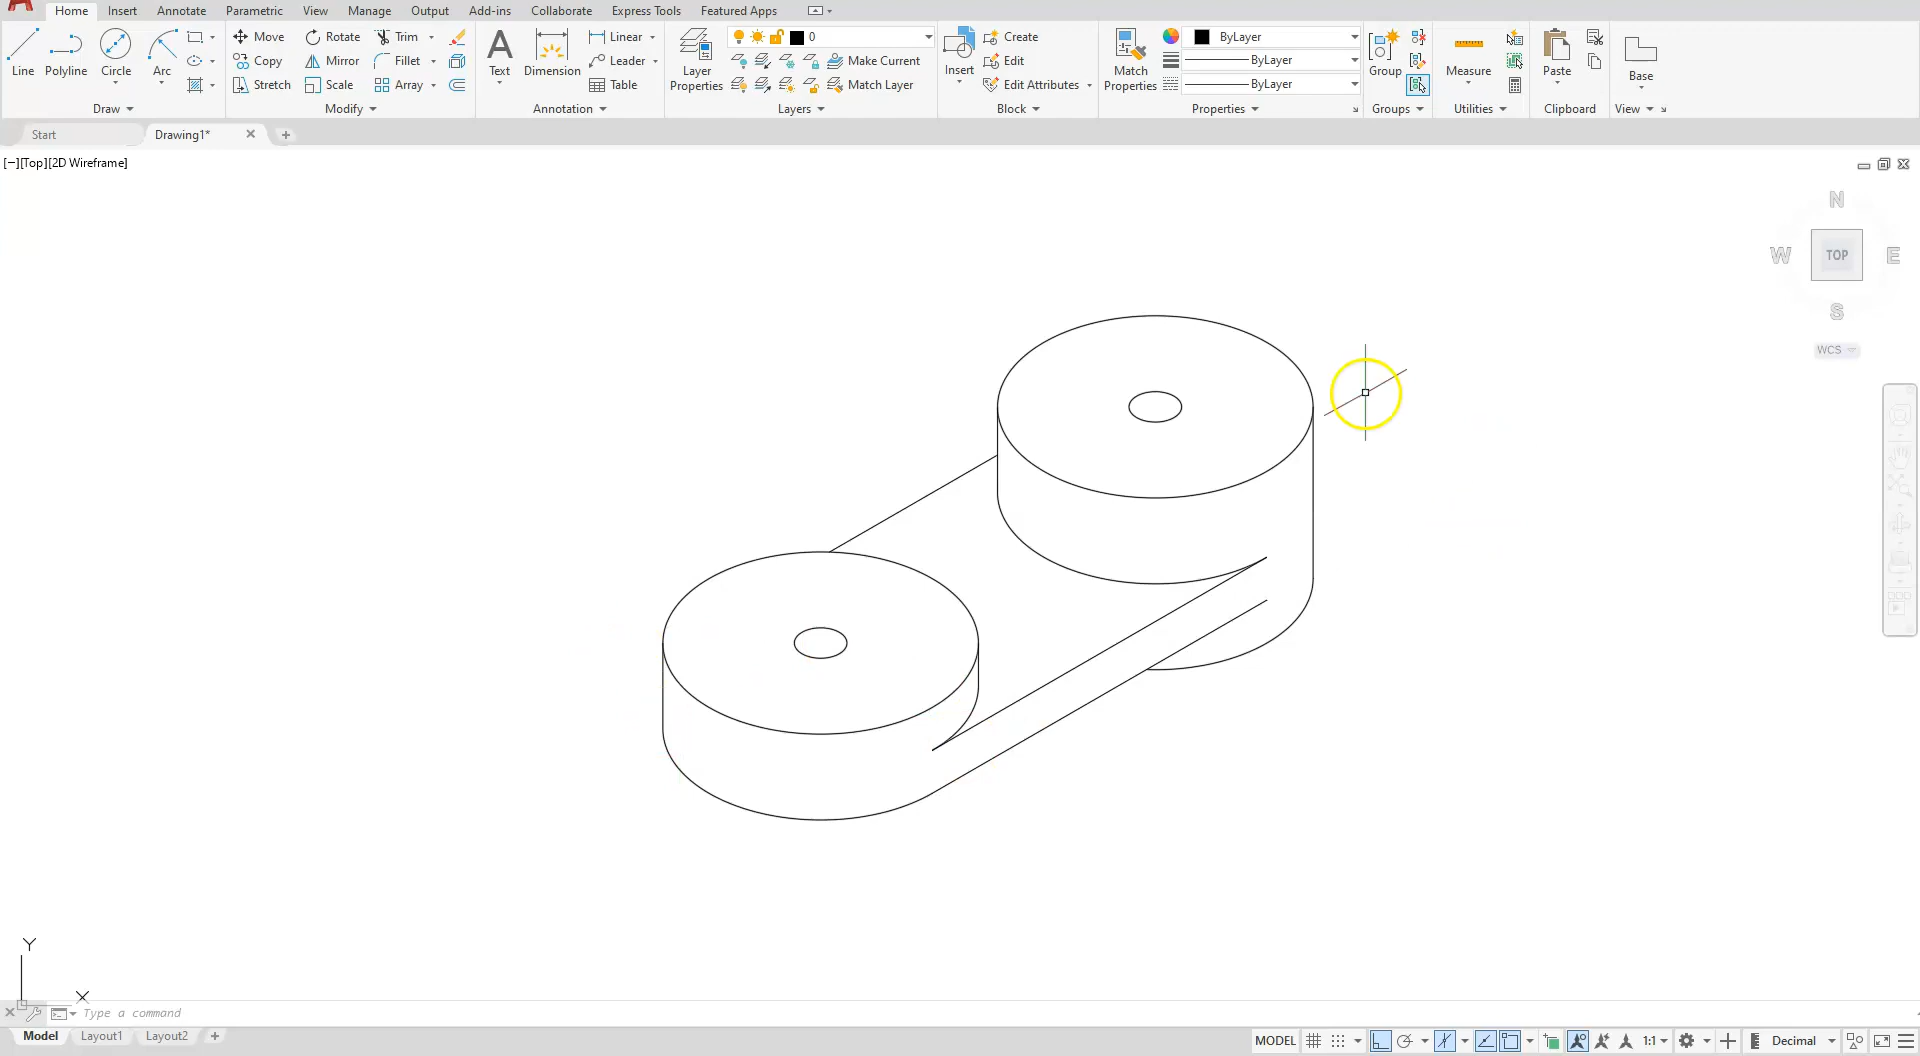 Home Insert Annotate Parametric View Manage Output Add-ins Collaborate Express Tools Featured Apps
Move Rotate Trim Linear 0 Create ByLayer
Copy Mirror Fillet Leader Make Current Edit ByLayer
Line Polyline Circle Arc Text Dimension Layer Properties Insert Match Properties Group Measure Paste Base
Stretch Scale Array Table Match Layer Edit Attributes ByLayer
Draw Modify Annotation Layers Block Properties Groups Utilities Clipboard View
Start Drawing1* +
[−][Top][2D Wireframe]
N
W TOP E
S
WCS
Y
X
Type a command
Model Layout1 Layout2 + MODEL 1:1 Decimal